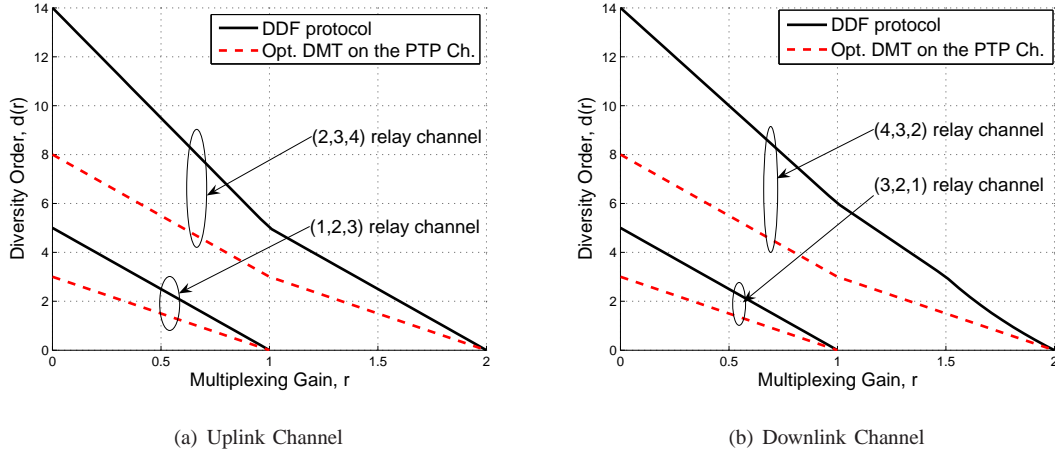 14
12
10
8
6
4
2
0
0
0.5
1
1.5
2
Diversity Order, d(r)
Multiplexing Gain, r
DDF protocol
Opt. DMT on the PTP Ch.
(2,3,4) relay channel
(1,2,3) relay channel
(a) Uplink Channel
14
12
10
8
6
4
2
0
0
0.5
1
1.5
2
Diversity Order, d(r)
Multiplexing Gain, r
DDF protocol
Opt. DMT on the PTP Ch.
(4,3,2) relay channel
(3,2,1) relay channel
(b) Downlink Channel